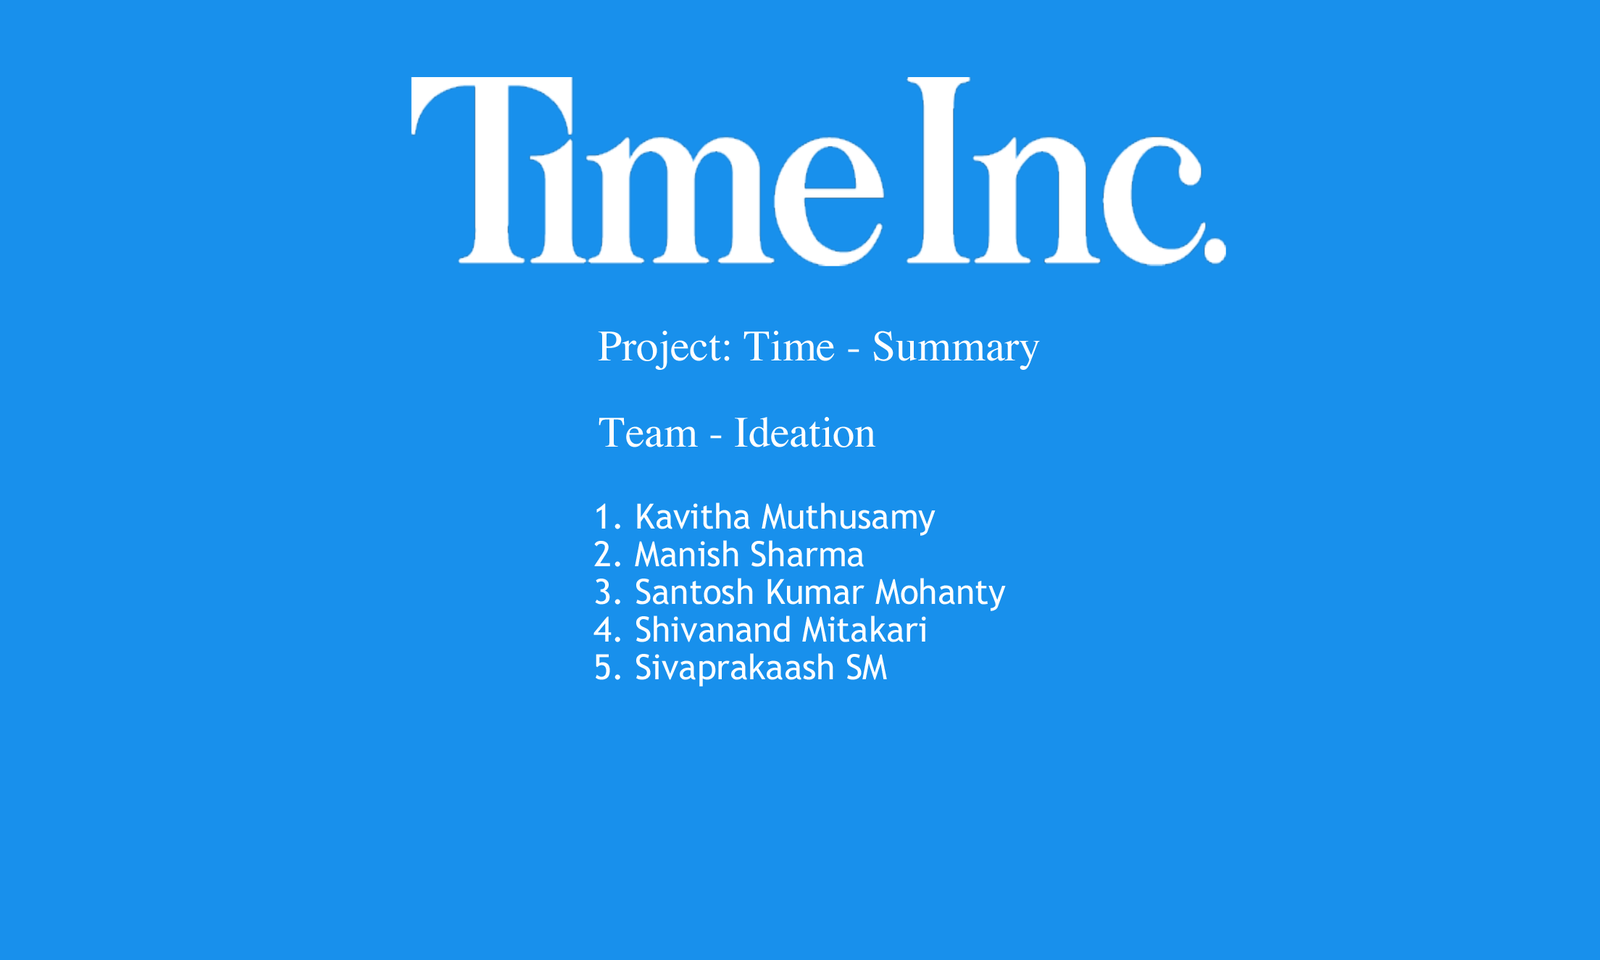 Time Inc.
Project: Time - Summary
Team - Ideation
1. Kavitha Muthusamy
2. Manish Sharma
3. Santosh Kumar Mohanty
4. Shivanand Mitakari
5. Sivaprakaash SM